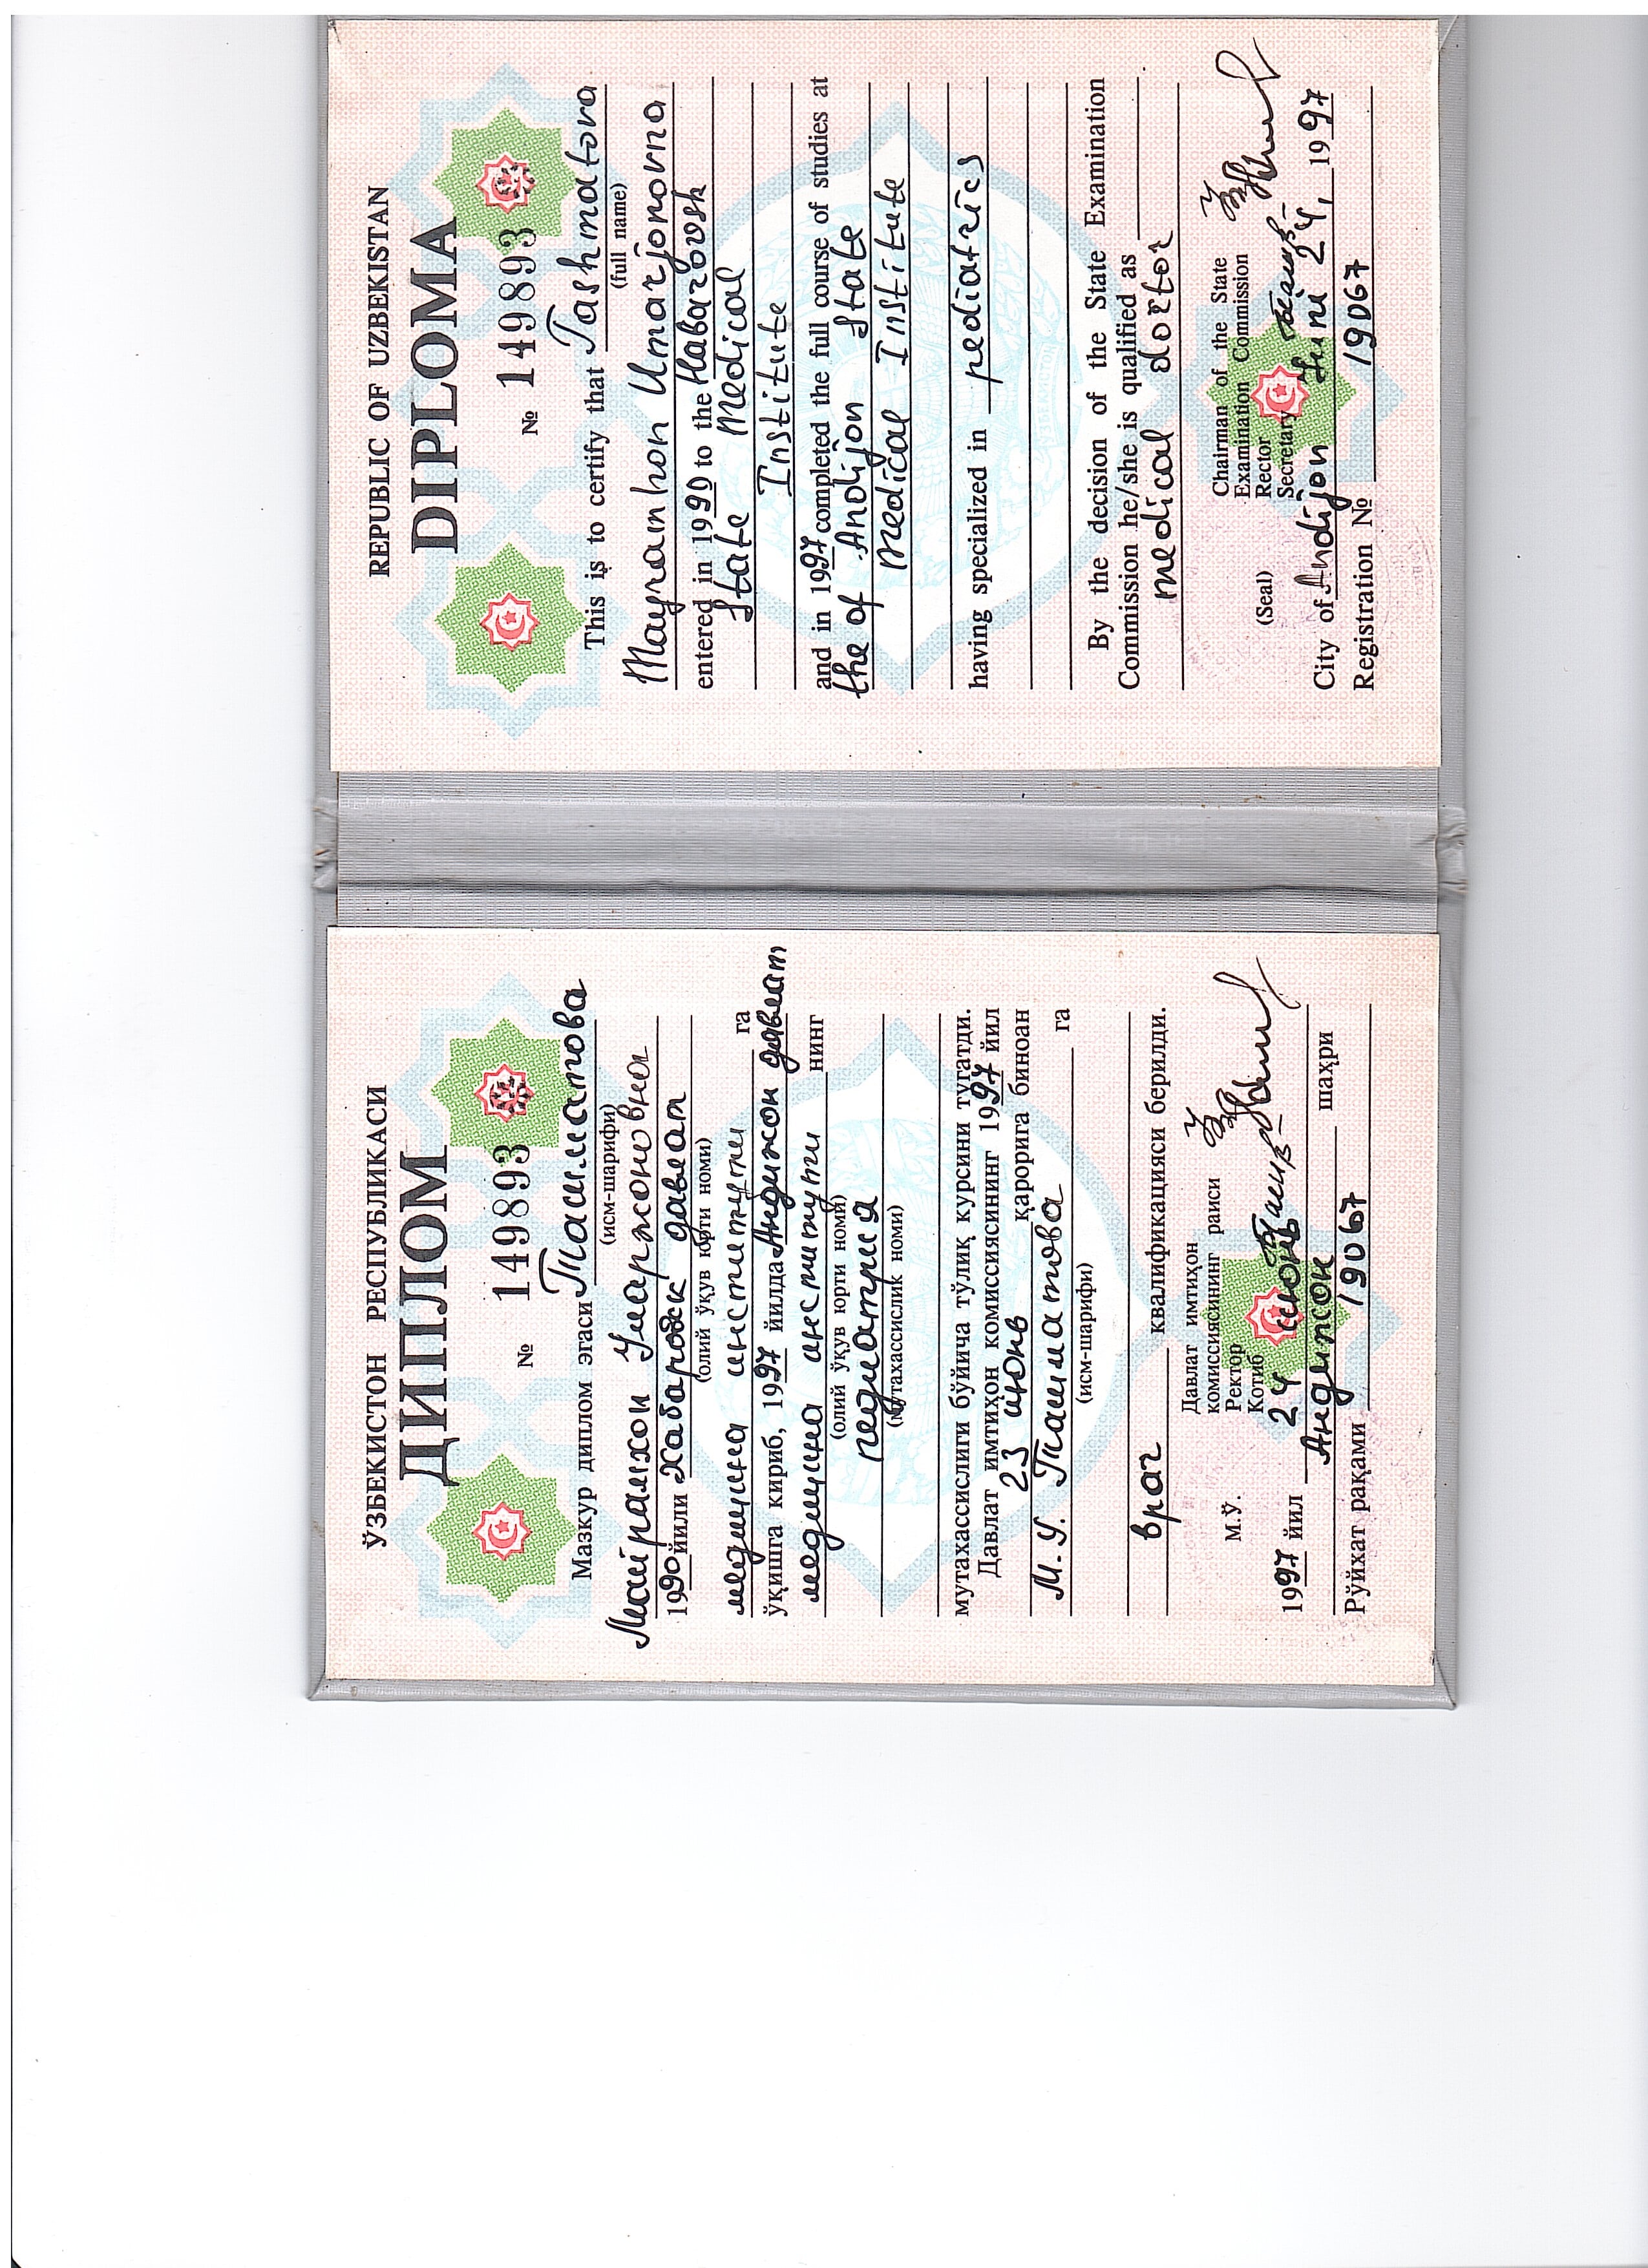 ЎЗБЕКИСТОН РЕСПУБЛИКАСИ
ДИПЛОМ
№ 149893
Мазкур диплом эгаси Ташматова
(исм-шарифи)
Майрамхон Умаржоновна
1990 йили Хабаровск давлат
(олий ўқув юрти номи)
медицина институти га
ўқишга кириб, 1997 йилда Андижон давлат
медицина институти нинг
(олий ўқув юрти номи)
педиатрия
(мутахассислик номи)
мутахассислиги бўйича тўлиқ курсини тугатди.
Давлат имтиҳон комиссиясининг 1997 йил
23 июнь қарорига биноан
М. У. Ташматова га
(исм-шарифи)
врач квалификацияси берилди.
Давлат имтиҳон
комиссиясининг раиси
М.Ў. Ректор
Котиб
1997 йил 24 июнь
Андижон шаҳри
Рўйхат рақами 19067
REPUBLIC OF UZBEKISTAN
DIPLOMA
№ 149893
This is to certify that Tashmatova
(full name)
Mayramhon Umarjonovna
entered in 1990 to the Habarovsk
State Medical
Institute
and in 1997 completed the full course of studies at
the of Andijon State
Medical Institute
having specialized in pediatrics
By the decision of the State Examination
Commission he/she is qualified as
medical doctor
Chairman of the State
Examination Commission
(Seal) Rector
Secretary
City of Andijon 24, 1997
Registration № 19067